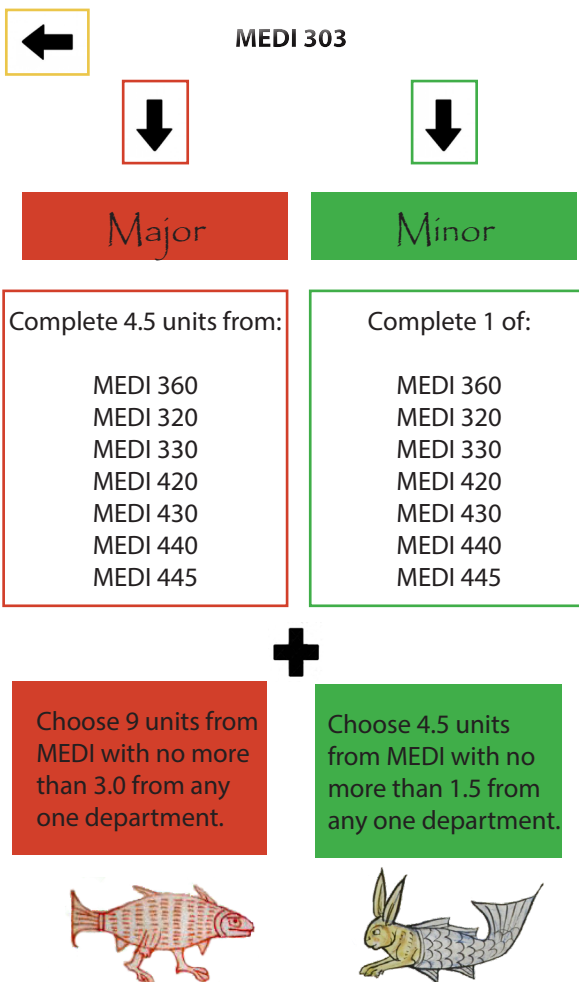 MEDI 303
Major
Complete 4.5 units from:
MEDI 360
MEDI 320
MEDI 330
MEDI 420
MEDI 430
MEDI 440
MEDI 445
Choose 9 units from
MEDI with no more
than 3.0 from any
one department.
Minor
Complete 1 of:
MEDI 360
MEDI 320
MEDI 330
MEDI 420
MEDI 430
MEDI 440
MEDI 445
Choose 4.5 units
from MEDI with no
more than 1.5 from
any one department.